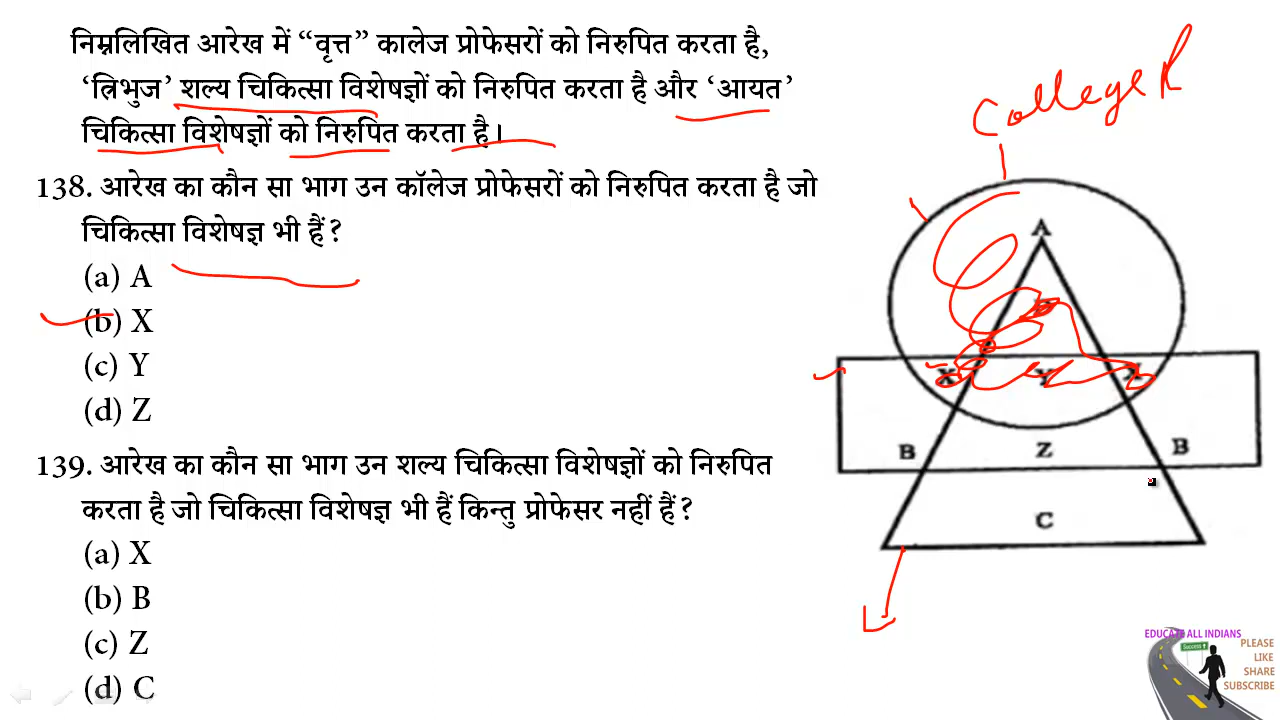 निम्नलिखित आरेख में “वृत्त” कालेज प्रोफेसरों को निरुपित करता है,
‘त्रिभुज’ शल्य चिकित्सा विशेषज्ञों को निरुपित करता है और ‘आयत’
चिकित्सा विशेषज्ञों को निरुपित करता है।
138. आरेख का कौन सा भाग उन कॉलेज प्रोफेसरों को निरुपित करता है जो
चिकित्सा विशेषज्ञ भी हैं?
(a) A
(b) X
(c) Y
(d) Z
139. आरेख का कौन सा भाग उन शल्य चिकित्सा विशेषज्ञों को निरुपित
करता है जो चिकित्सा विशेषज्ञ भी हैं किन्तु प्रोफेसर नहीं हैं?
(a) X
(b) B
(c) Z
(d) C
College
A
X Y X
B Z B
C
EDUCATE ALL INDIANS
Success
PLEASE
LIKE
SHARE
SUBSCRIBE